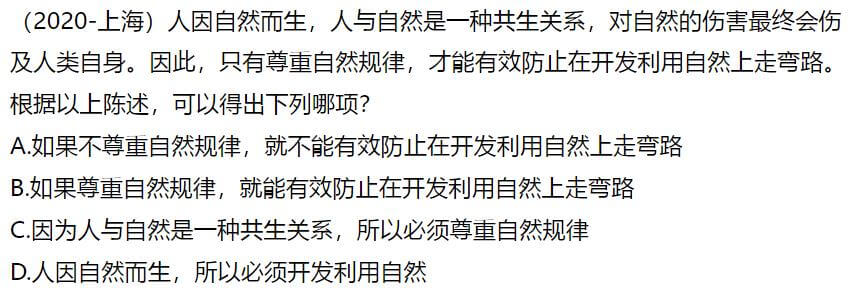 （2020-上海）人因自然而生，人与自然是一种共生关系，对自然的伤害最终会伤
及人类自身。因此，只有尊重自然规律，才能有效防止在开发利用自然上走弯路。
根据以上陈述，可以得出下列哪项？
A.如果不尊重自然规律，就不能有效防止在开发利用自然上走弯路
B.如果尊重自然规律，就能有效防止在开发利用自然上走弯路
C.因为人与自然是一种共生关系，所以必须尊重自然规律
D.人因自然而生，所以必须开发利用自然